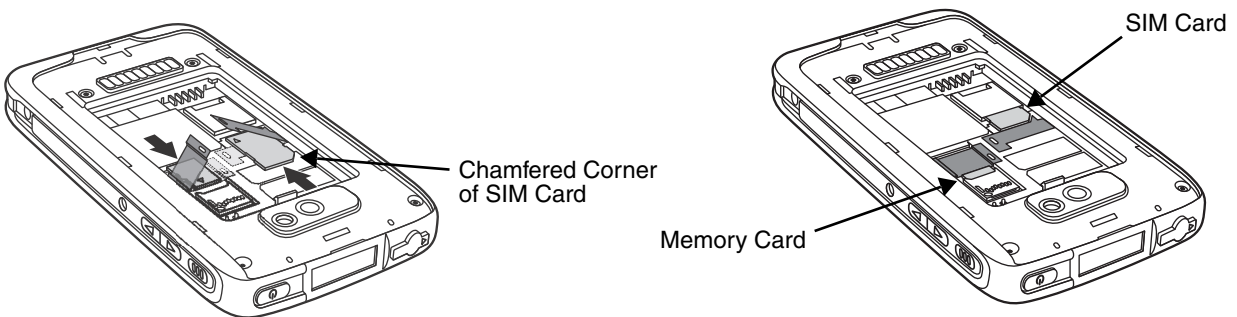 SIM Card
Chamfered Corner
of SIM Card
Memory Card